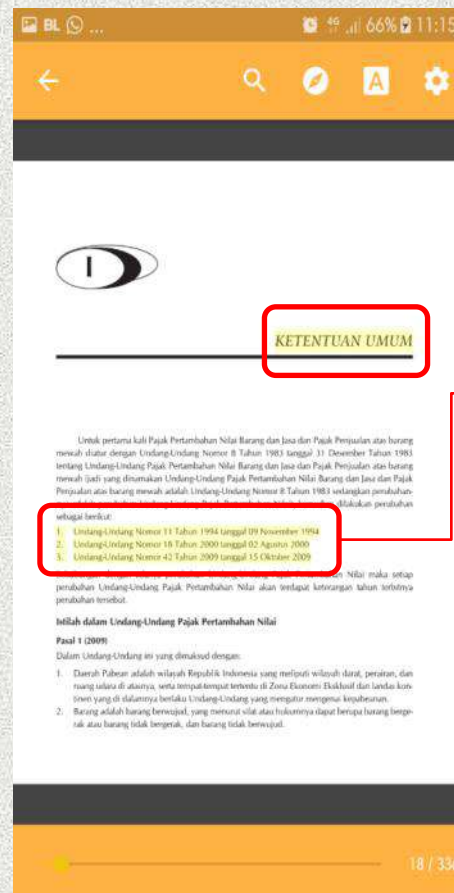 BL ... 4G 66% 11:15
A
I
KETENTUAN UMUM
Untuk pertama kali Pajak Pertambahan Nilai Barang dan Jasa dan Pajak Penjualan atas barang
mewah diatur dengan Undang-Undang Nomor 8 Tahun 1983 tanggal 31 Desember Tahun 1983
tentang Undang-Undang Pajak Pertambahan Nilai Barang dan Jasa dan Pajak Penjualan atas barang
mewah (jadi yang dinamakan Undang-Undang Pajak Pertambahan Nilai Barang dan Jasa dan Pajak
Penjualan atas barang mewah adalah Undang-Undang Nomor 8 Tahun 1983 sedangkan perubahan-
dilakukan perubahan
sebagai berikut:
1. Undang-Undang Nomor 11 Tahun 1994 tanggal 09 November 1994
2. Undang-Undang Nomor 18 Tahun 2000 tanggal 02 Agustus 2000
3. Undang-Undang Nomor 42 Tahun 2009 tanggal 15 Oktober 2009
Nilai maka setiap
perubahan Undang-Undang Pajak Pertambahan Nilai akan terdapat keterangan tahun terbitnya
perubahan tersebut.
Istilah dalam Undang-Undang Pajak Pertambahan Nilai
Pasal 1 (2009)
Dalam Undang-Undang ini yang dimaksud dengan:
1. Daerah Pabean adalah wilayah Republik Indonesia yang meliputi wilayah darat, perairan, dan
ruang udara di atasnya, serta tempat-tempat tertentu di Zona Ekonomi Eksklusif dan landas kon-
tinen yang di dalamnya berlaku Undang-Undang yang mengatur mengenai kepabeanan.
2. Barang adalah barang berwujud, yang menurut sifat atau hukumnya dapat berupa barang berge-
rak atau barang tidak bergerak, dan barang tidak berwujud.
18 / 336